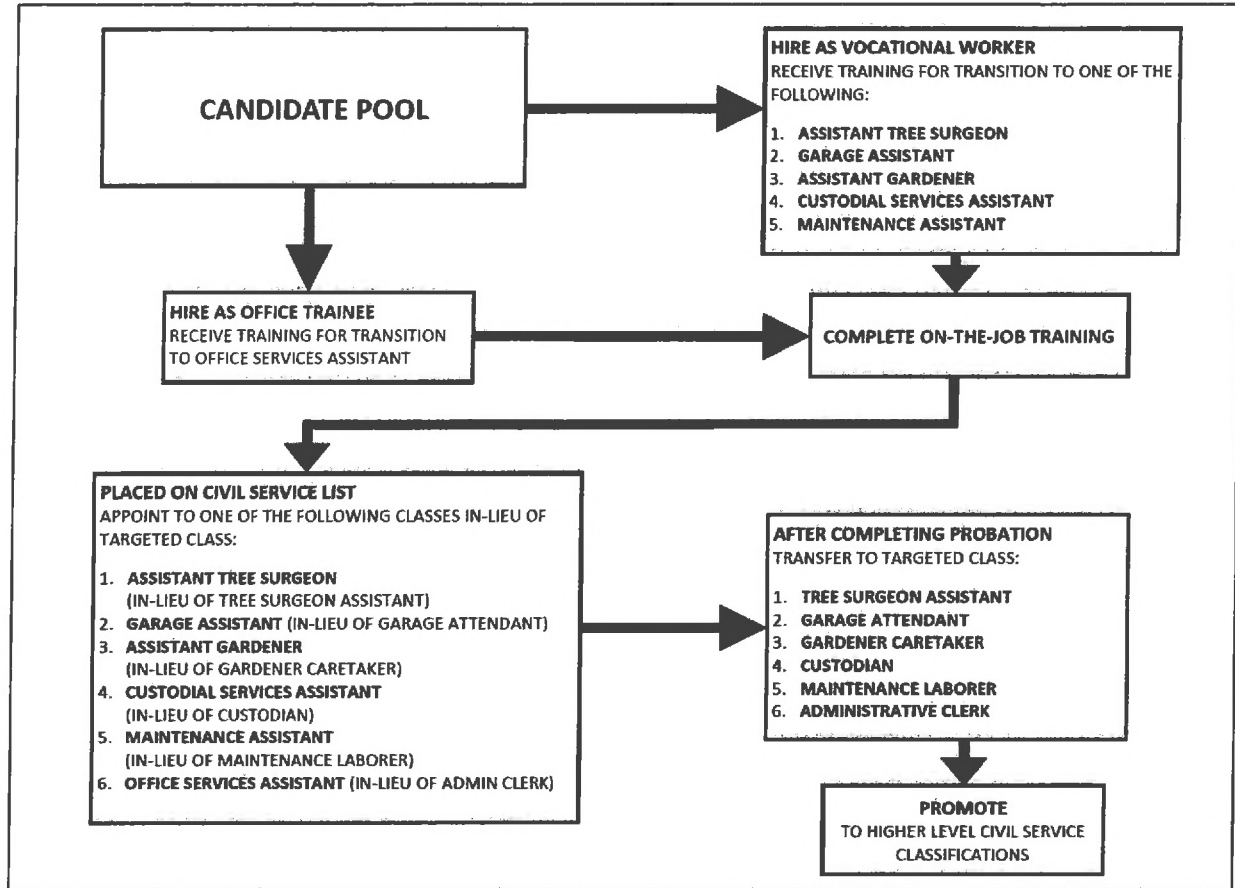 CANDIDATE POOL
HIRE AS VOCATIONAL WORKER
RECEIVE TRAINING FOR TRANSITION TO ONE OF THE
FOLLOWING:
1. ASSISTANT TREE SURGEON
2. GARAGE ASSISTANT
3. ASSISTANT GARDENER
4. CUSTODIAL SERVICES ASSISTANT
5. MAINTENANCE ASSISTANT
HIRE AS OFFICE TRAINEE
RECEIVE TRAINING FOR TRANSITION
TO OFFICE SERVICES ASSISTANT
COMPLETE ON-THE-JOB TRAINING
PLACED ON CIVIL SERVICE LIST
APPOINT TO ONE OF THE FOLLOWING CLASSES IN-LIEU OF
TARGETED CLASS:
1. ASSISTANT TREE SURGEON
(IN-LIEU OF TREE SURGEON ASSISTANT)
2. GARAGE ASSISTANT (IN-LIEU OF GARAGE ATTENDANT)
3. ASSISTANT GARDENER
(IN-LIEU OF GARDENER CARETAKER)
4. CUSTODIAL SERVICES ASSISTANT
(IN-LIEU OF CUSTODIAN)
5. MAINTENANCE ASSISTANT
(IN-LIEU OF MAINTENANCE LABORER)
6. OFFICE SERVICES ASSISTANT (IN-LIEU OF ADMIN CLERK)
AFTER COMPLETING PROBATION
TRANSFER TO TARGETED CLASS:
1. TREE SURGEON ASSISTANT
2. GARAGE ATTENDANT
3. GARDENER CARETAKER
4. CUSTODIAN
5. MAINTENANCE LABORER
6. ADMINISTRATIVE CLERK
PROMOTE
TO HIGHER LEVEL CIVIL SERVICE
CLASSIFICATIONS